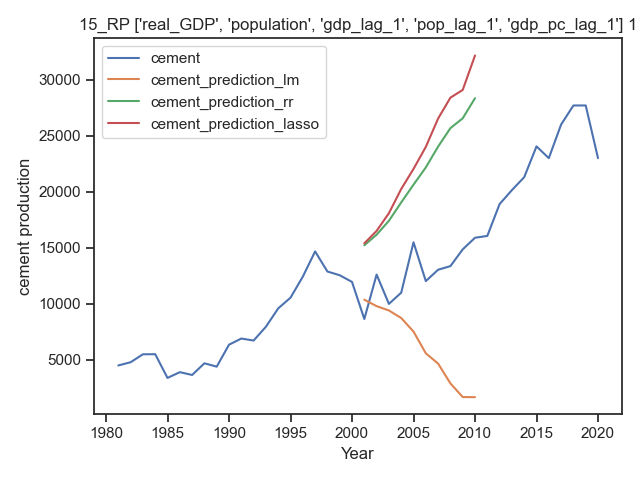 15_RP ['real_GDP', 'population', 'gdp_lag_1', 'pop_lag_1', 'gdp_pc_lag_1'] 1
cement
cement_prediction_lm
cement_prediction_rr
cement_prediction_lasso
cement production
30000
25000
20000
15000
10000
5000
1980 1985 1990 1995 2000 2005 2010 2015 2020
Year